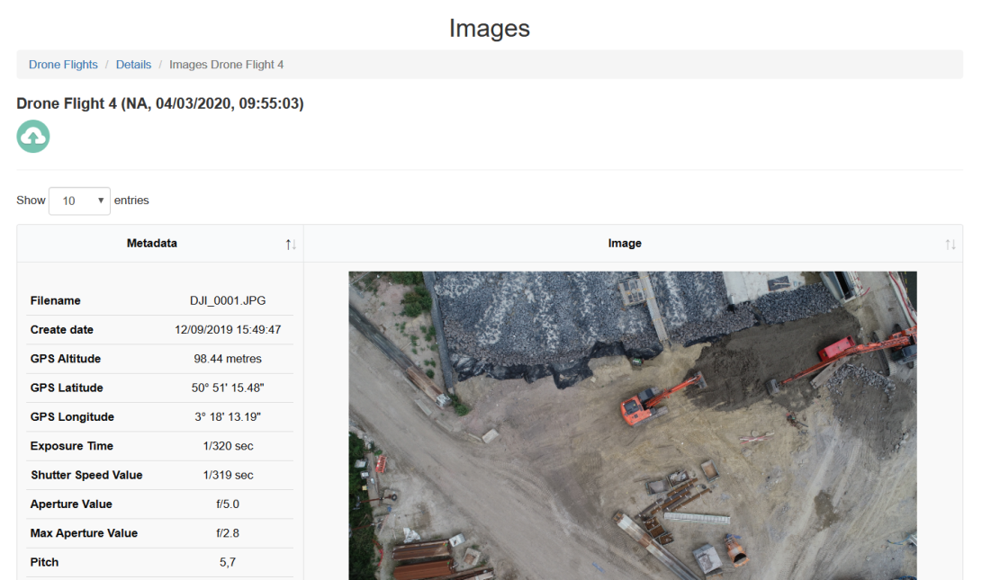 Images
Drone Flights / Details / Images Drone Flight 4
Drone Flight 4 (NA, 04/03/2020, 09:55:03)
Show 10 entries
Metadata Image
Filename DJI_0001.JPG
Create date 12/09/2019 15:49:47
GPS Altitude 98.44 metres
GPS Latitude 50° 51' 15.48"
GPS Longitude 3° 18' 13.19"
Exposure Time 1/320 sec
Shutter Speed Value 1/319 sec
Aperture Value f/5.0
Max Aperture Value f/2.8
Pitch 5,7